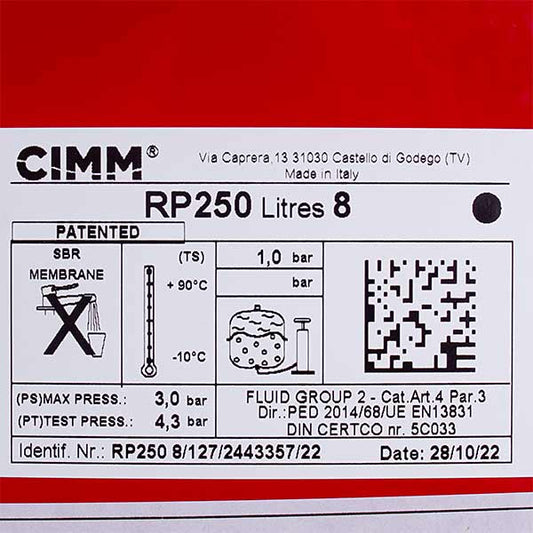 CIMM®
Via Caprera,13 31030 Castello di Godego (TV)
Made in Italy
RP250 Litres 8
PATENTED
SBR
MEMBRANE
(TS)
+ 90°C
-10°C
1,0 bar
bar
(PS)MAX PRESS.: 3,0 bar
(PT)TEST PRESS.: 4,3 bar
FLUID GROUP 2 - Cat.Art.4 Par.3
Dir.:PED 2014/68/UE EN13831
DIN CERTCO nr. 5C033
Identif. Nr.: RP250 8/127/2443357/22
Date: 28/10/22